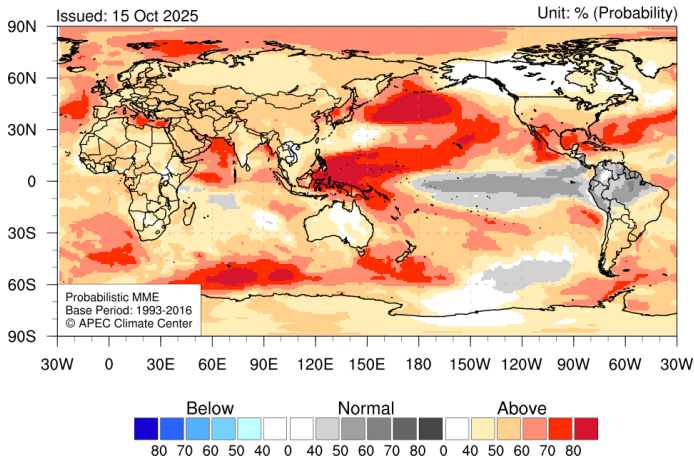 Issued: 15 Oct 2025
Unit: % (Probability)
90N
60N
30N
0
30S
60S
90S
Probabilistic MME
Base Period: 1993-2016
© APEC Climate Center
30W 0 30E 60E 90E 120E 150E 180 150W 120W 90W 60W 30W
Below Normal Above
80 70 60 50 40 0 40 50 60 70 80 0 40 50 60 70 80